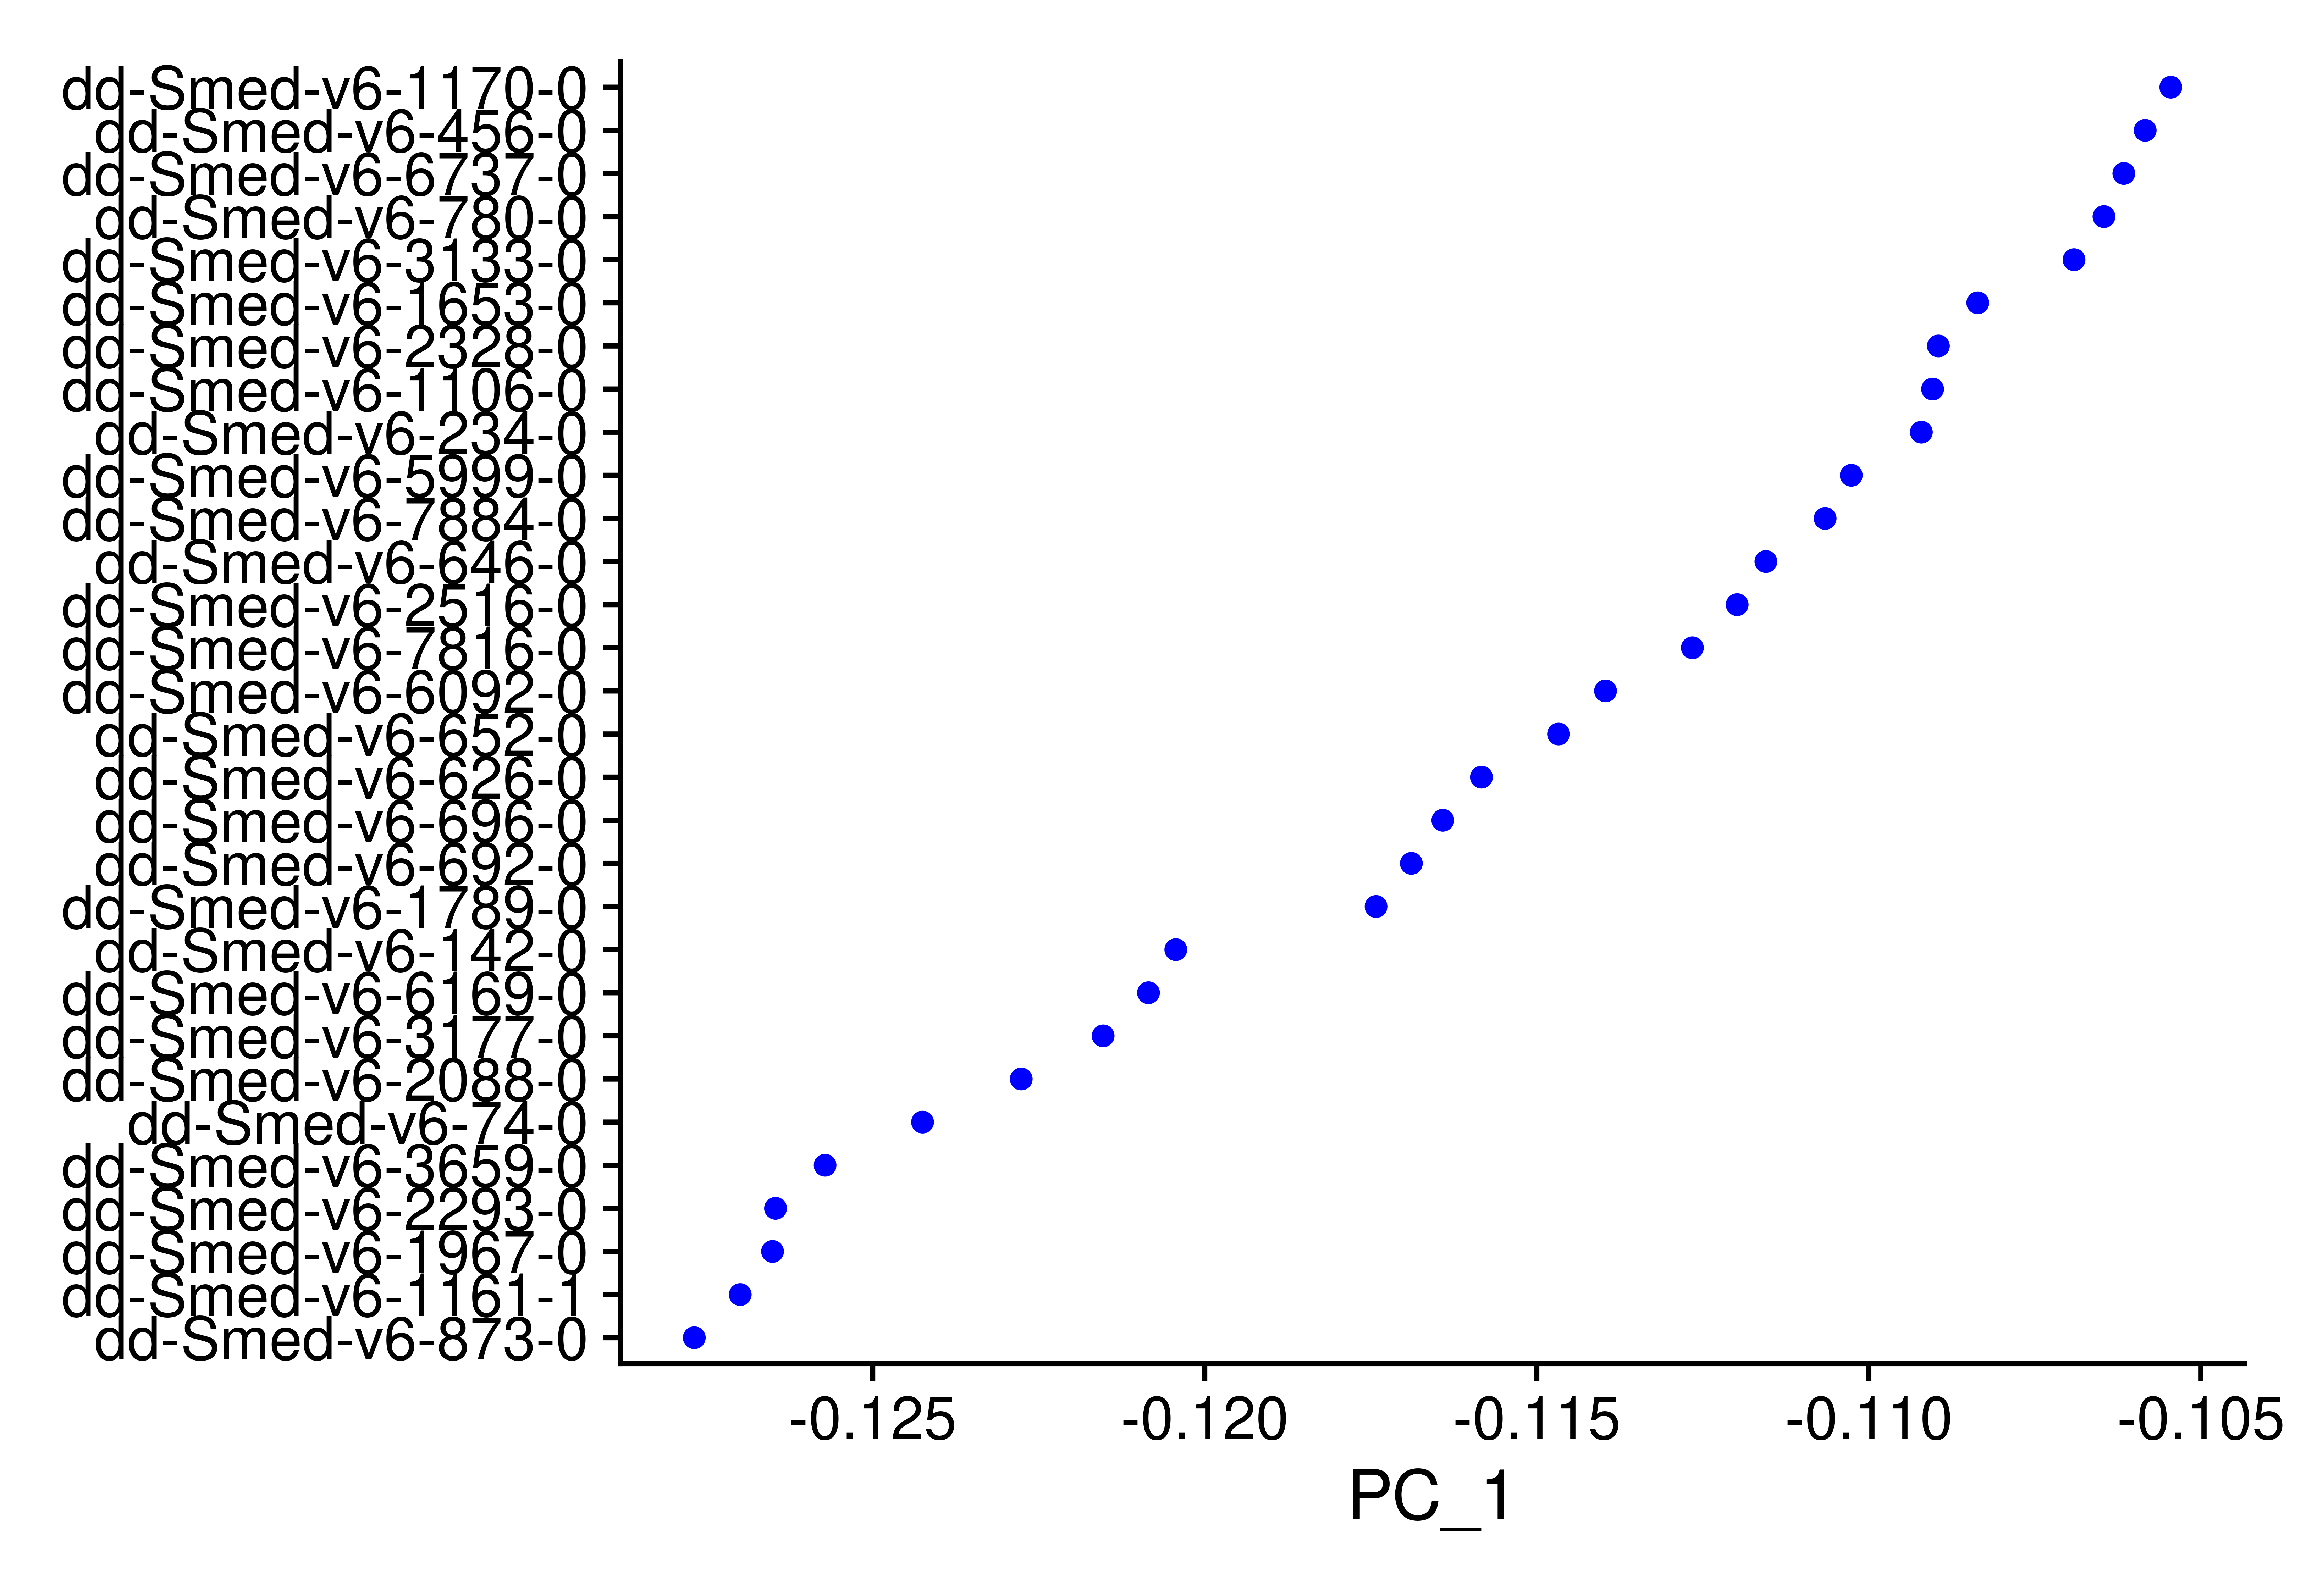 dd-Smed-v6-1170-0
dd-Smed-v6-456-0
dd-Smed-v6-6737-0
dd-Smed-v6-780-0
dd-Smed-v6-3133-0
dd-Smed-v6-1653-0
dd-Smed-v6-2328-0
dd-Smed-v6-1106-0
dd-Smed-v6-234-0
dd-Smed-v6-5999-0
dd-Smed-v6-7884-0
dd-Smed-v6-646-0
dd-Smed-v6-2516-0
dd-Smed-v6-7816-0
dd-Smed-v6-6092-0
dd-Smed-v6-652-0
dd-Smed-v6-626-0
dd-Smed-v6-696-0
dd-Smed-v6-692-0
dd-Smed-v6-1789-0
dd-Smed-v6-142-0
dd-Smed-v6-6169-0
dd-Smed-v6-3177-0
dd-Smed-v6-2088-0
dd-Smed-v6-74-0
dd-Smed-v6-3659-0
dd-Smed-v6-2293-0
dd-Smed-v6-1967-0
dd-Smed-v6-1161-1
dd-Smed-v6-873-0
-0.125 -0.120 -0.115 -0.110 -0.105
PC_1